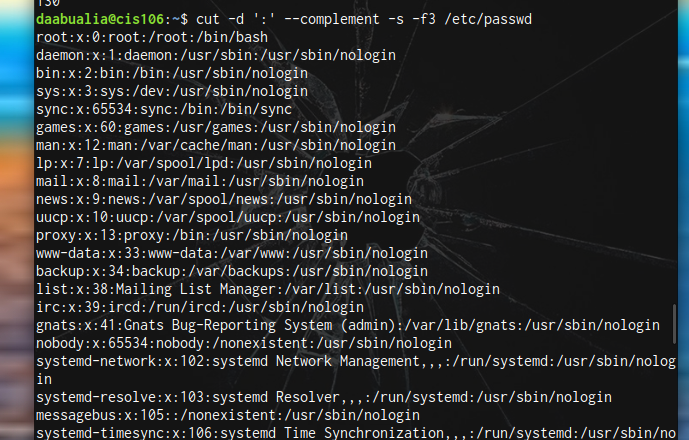 130
daabualia@cis106:~$ cut -d ':' --complement -s -f3 /etc/passwd
root:x:0:root:/root:/bin/bash
daemon:x:1:daemon:/usr/sbin:/usr/sbin/nologin
bin:x:2:bin:/bin:/usr/sbin/nologin
sys:x:3:sys:/dev:/usr/sbin/nologin
sync:x:65534:sync:/bin:/bin/sync
games:x:60:games:/usr/games:/usr/sbin/nologin
man:x:12:man:/var/cache/man:/usr/sbin/nologin
lp:x:7:lp:/var/spool/lpd:/usr/sbin/nologin
mail:x:8:mail:/var/mail:/usr/sbin/nologin
news:x:9:news:/var/spool/news:/usr/sbin/nologin
uucp:x:10:uucp:/var/spool/uucp:/usr/sbin/nologin
proxy:x:13:proxy:/bin:/usr/sbin/nologin
www-data:x:33:www-data:/var/www:/usr/sbin/nologin
backup:x:34:backup:/var/backups:/usr/sbin/nologin
list:x:38:Mailing List Manager:/var/list:/usr/sbin/nologin
irc:x:39:ircd:/run/ircd:/usr/sbin/nologin
gnats:x:41:Gnats Bug-Reporting System (admin):/var/lib/gnats:/usr/sbin/nologin
nobody:x:65534:nobody:/nonexistent:/usr/sbin/nologin
systemd-network:x:102:systemd Network Management,,,:/run/systemd:/usr/sbin/nolog
in
systemd-resolve:x:103:systemd Resolver,,,:/run/systemd:/usr/sbin/nologin
messagebus:x:105::/nonexistent:/usr/sbin/nologin
systemd-timesync:x:106:systemd Time Synchronization,,,:/run/systemd:/usr/sbin/no